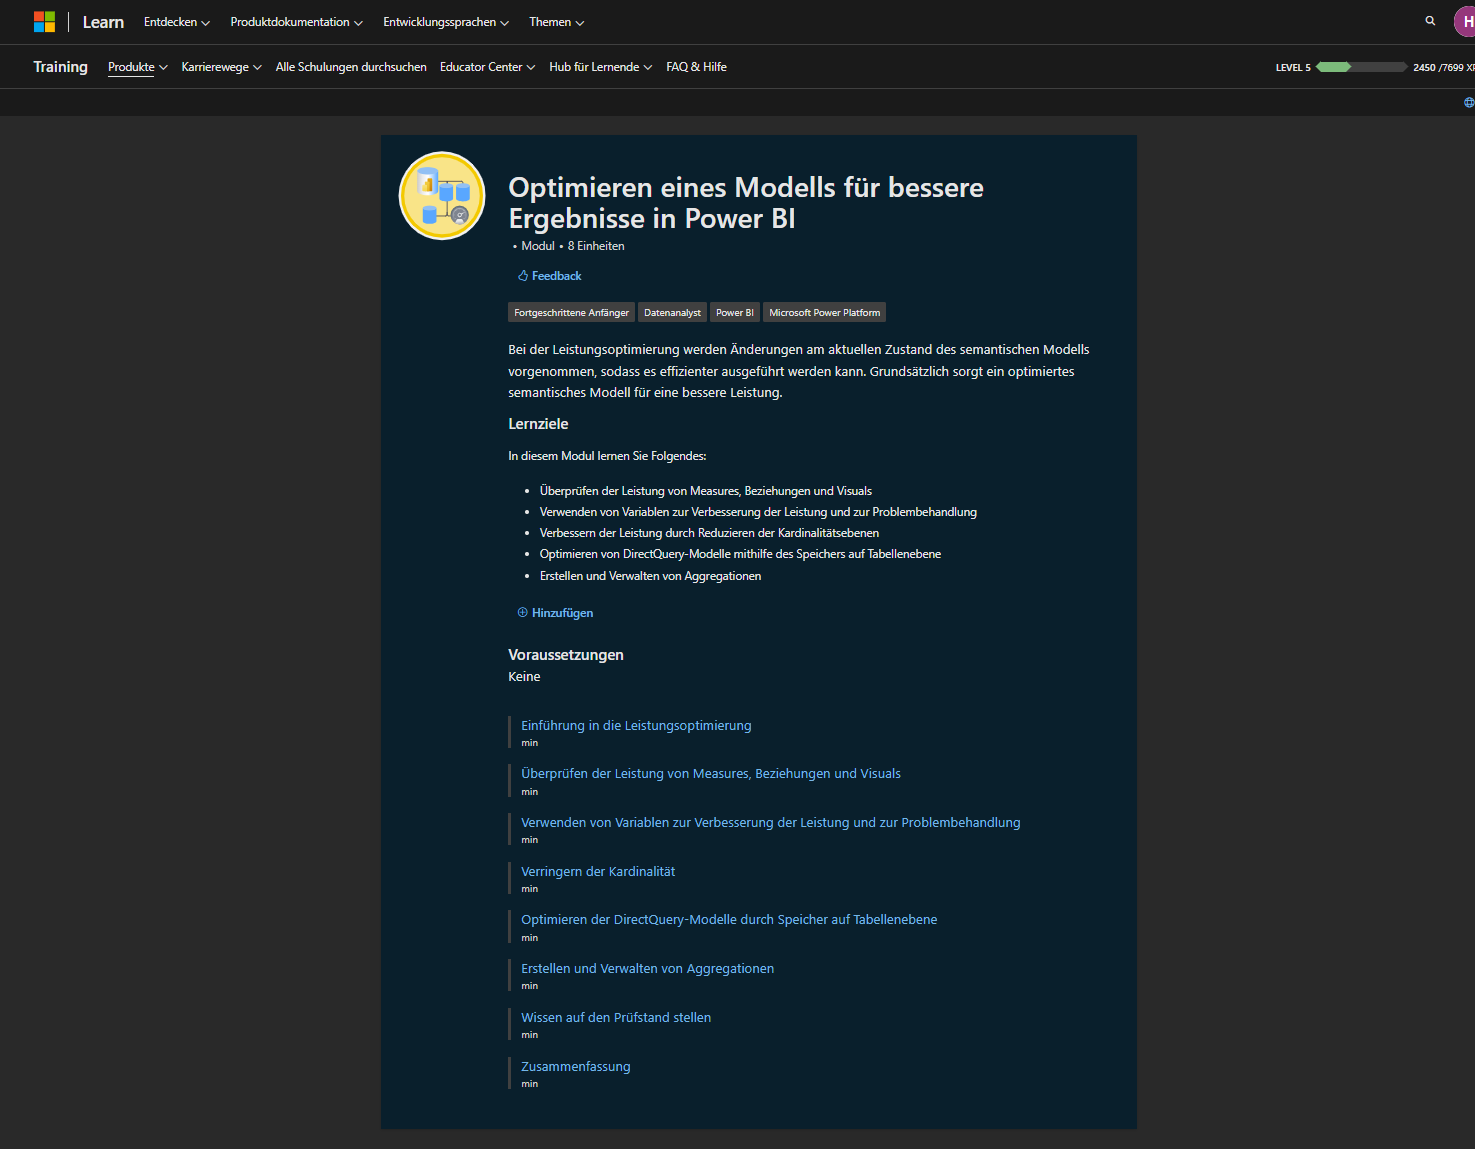 Learn Entdecken Produktdokumentation Entwicklungssprachen Themen H
Training Produkte Karrierewege Alle Schulungen durchsuchen Educator Center Hub für Lernende FAQ & Hilfe LEVEL 5 2450 /7699 XP
Optimieren eines Modells für bessere
Ergebnisse in Power BI
• Modul • 8 Einheiten
Feedback
Fortgeschrittene Anfänger Datenanalyst Power BI Microsoft Power Platform
Bei der Leistungsoptimierung werden Änderungen am aktuellen Zustand des semantischen Modells
vorgenommen, sodass es effizienter ausgeführt werden kann. Grundsätzlich sorgt ein optimiertes
semantisches Modell für eine bessere Leistung.
Lernziele
In diesem Modul lernen Sie Folgendes:
• Überprüfen der Leistung von Measures, Beziehungen und Visuals
• Verwenden von Variablen zur Verbesserung der Leistung und zur Problembehandlung
• Verbessern der Leistung durch Reduzieren der Kardinalitätsebenen
• Optimieren von DirectQuery-Modelle mithilfe des Speichers auf Tabellenebene
• Erstellen und Verwalten von Aggregationen
Hinzufügen
Voraussetzungen
Keine
Einführung in die Leistungsoptimierung
min
Überprüfen der Leistung von Measures, Beziehungen und Visuals
min
Verwenden von Variablen zur Verbesserung der Leistung und zur Problembehandlung
min
Verringern der Kardinalität
min
Optimieren der DirectQuery-Modelle durch Speicher auf Tabellenebene
min
Erstellen und Verwalten von Aggregationen
min
Wissen auf den Prüfstand stellen
min
Zusammenfassung
min